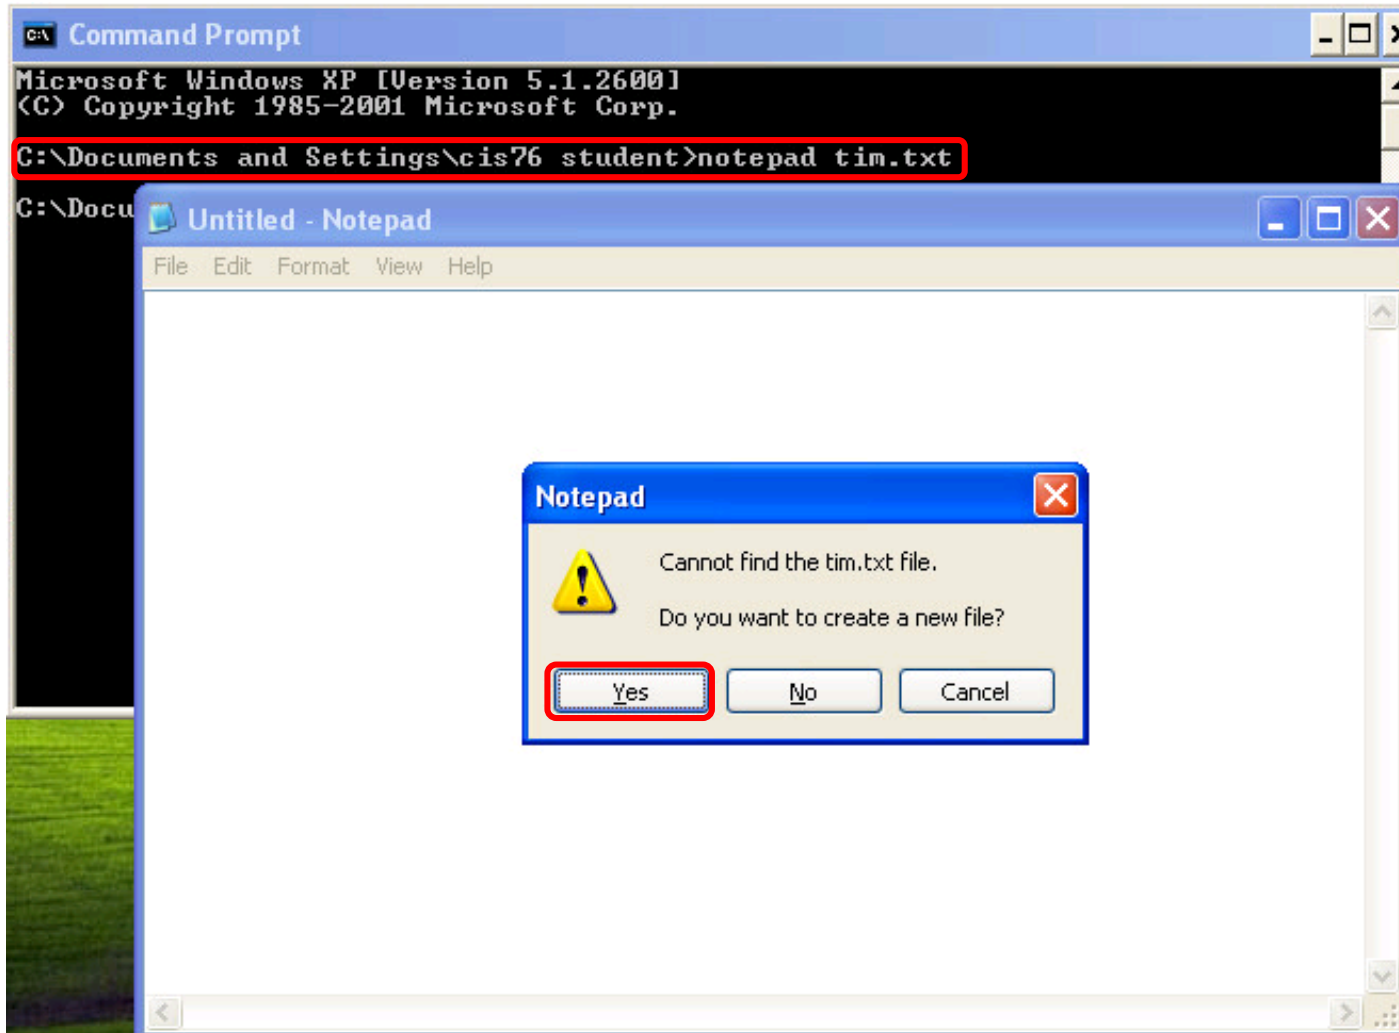 Command Prompt
Microsoft Windows XP [Version 5.1.2600]
(C) Copyright 1985-2001 Microsoft Corp.
C:\Documents and Settings\cis76 student>notepad tim.txt
C:\Docu
Untitled - Notepad
File Edit Format View Help
Notepad
Cannot find the tim.txt file.
Do you want to create a new file?
Yes No Cancel